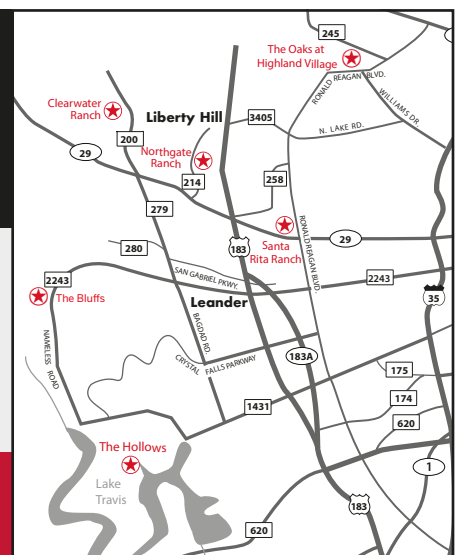 245
The Oaks at
Highland Village
RONALD REAGAN BLVD.
WILLIAMS DR
Clearwater
Ranch
Liberty Hill
3405
N. LAKE RD.
200
29
Northgate
Ranch
214
258
279
Santa
Rita Ranch
29
183
280
RONALD REAGAN BLVD.
2243
SAN GABRIEL PKWY.
2243
The Bluffs
Leander
35
NAMELESS ROAD
BAGDAD RD.
CRYSTAL FALLS PARKWAY
183A
175
174
1431
620
The Hollows
1
Lake
Travis
183
620